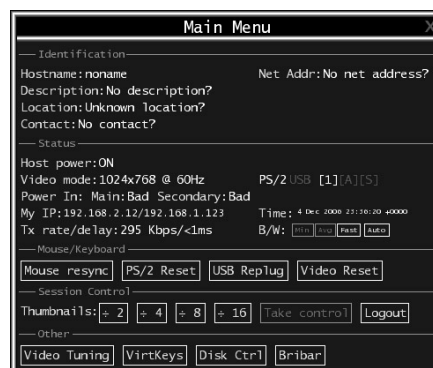 Main Menu X
Identification
Hostname:noname Net Addr:No net address?
Description:No description?
Location:Unknown location?
Contact:No contact?
Status
Host power:ON
Video mode:1024x768 @ 60Hz PS/2 USB [1][A][S]
Power In: Main:Bad Secondary:Bad
My IP:192.168.2.12/192.168.1.123 Time: 4 Dec 2006 23:36:20 +0000
Tx rate/delay:295 Kbps/<1ms B/W: Min Avg Fast Auto
Mouse/Keyboard
Mouse resync PS/2 Reset USB Replug Video Reset
Session Control
Thumbnails: ÷ 2 ÷ 4 ÷ 8 ÷ 16 Take control Logout
Other
Video Tuning VirtKeys Disk Ctrl Bribar